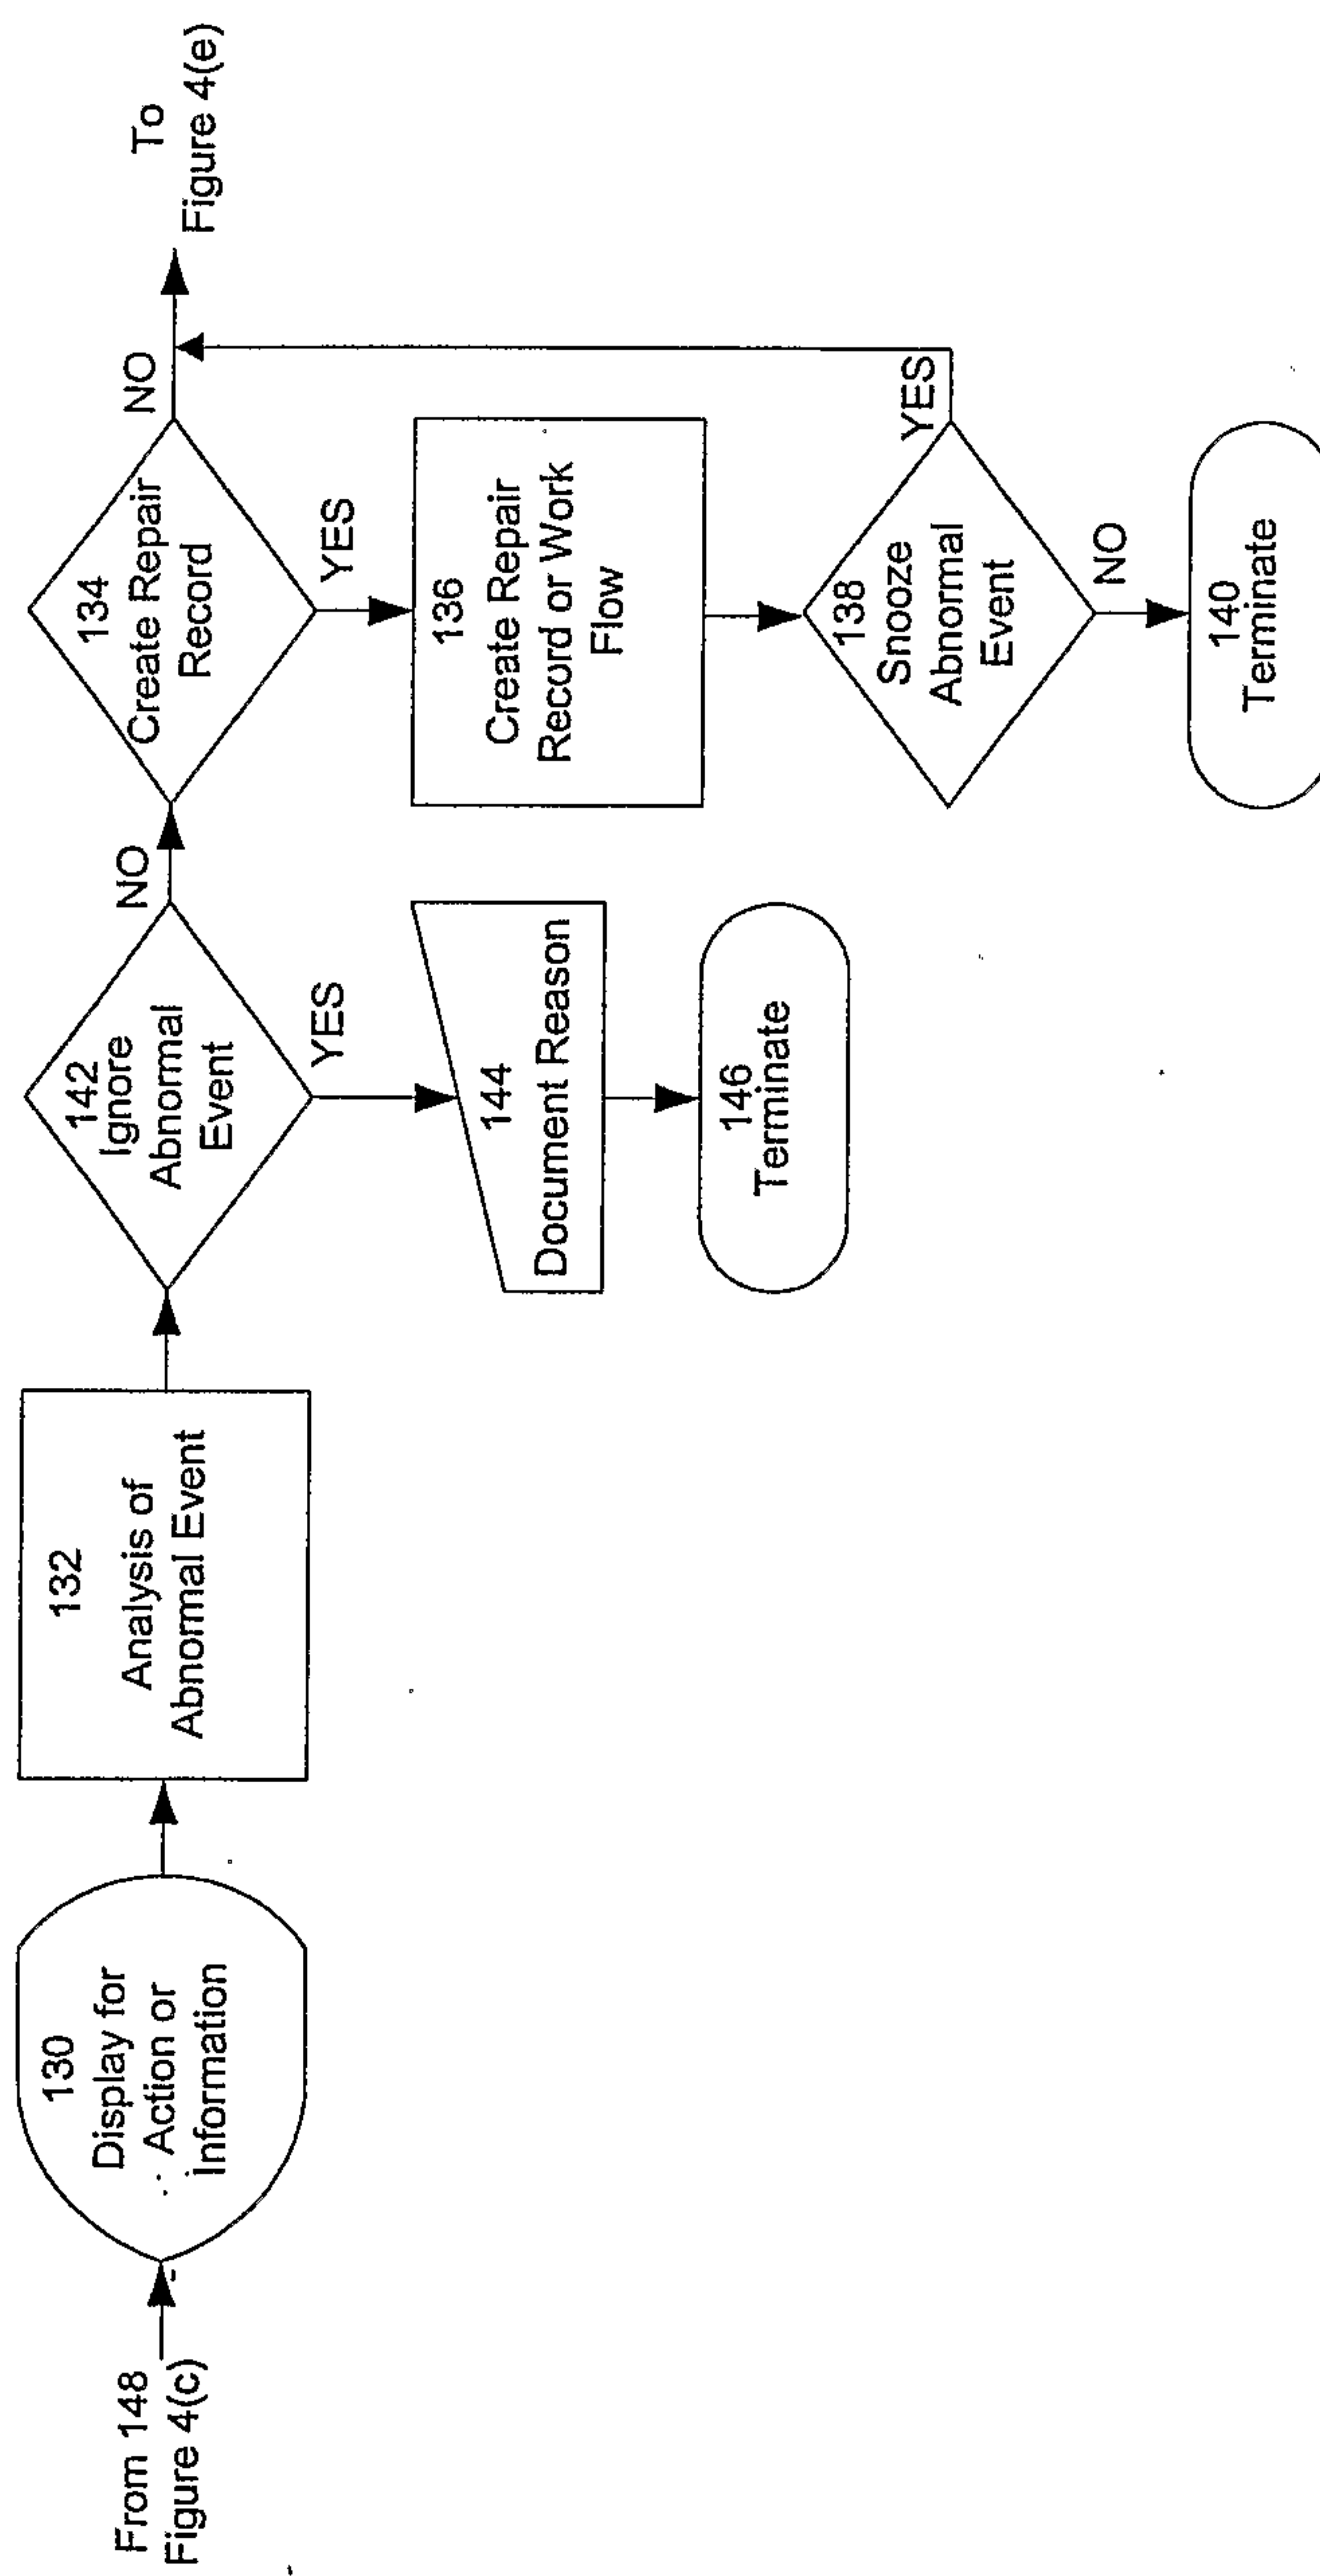 From 148
Figure 4(c)
130
Display for
Action or
Information
132
Analysis of
Abnormal Event
142
Ignore
Abnormal
Event
NO
YES
144
Document Reason
146
Terminate
134
Create Repair
Record
NO
To
Figure 4(e)
YES
136
Create Repair
Record or Work
Flow
138
Snooze
Abnormal
Event
YES
NO
140
Terminate